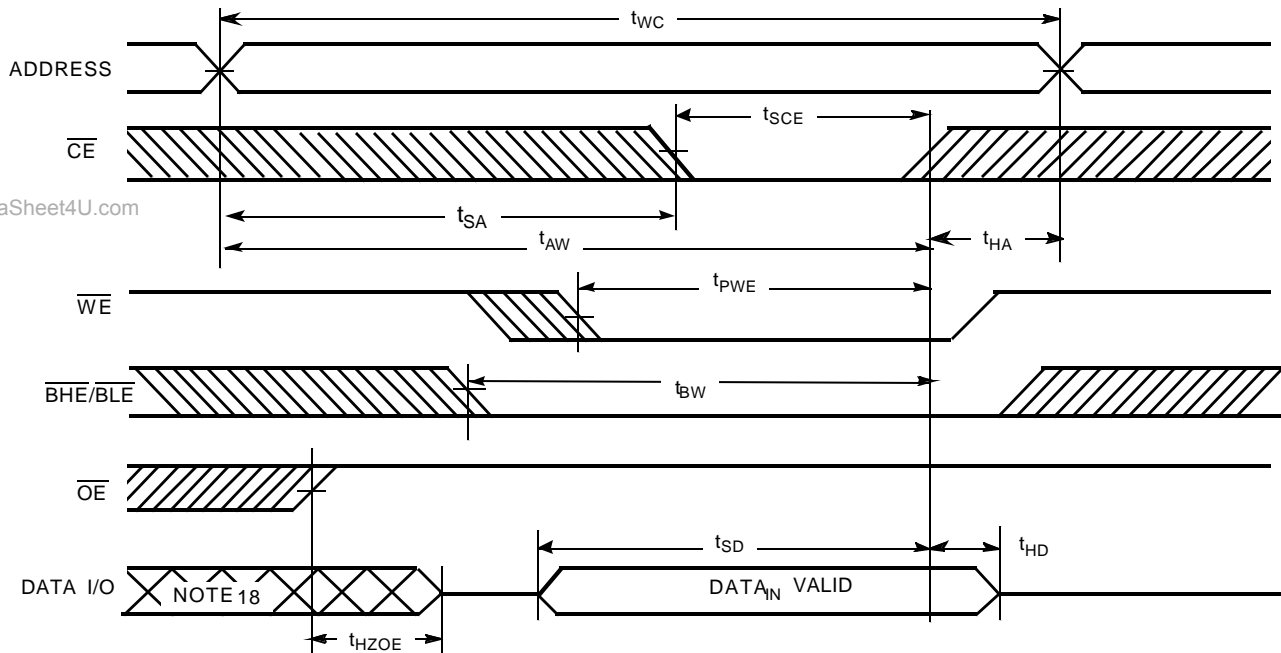 tWC
ADDRESS
tSCE
CE
aSheet4U.com
tSA
tAW
tHA
tPWE
WE
tBW
BHE/BLE
OE
tSD
tHD
DATA I/O
NOTE 18
DATAIN VALID
tHZOE